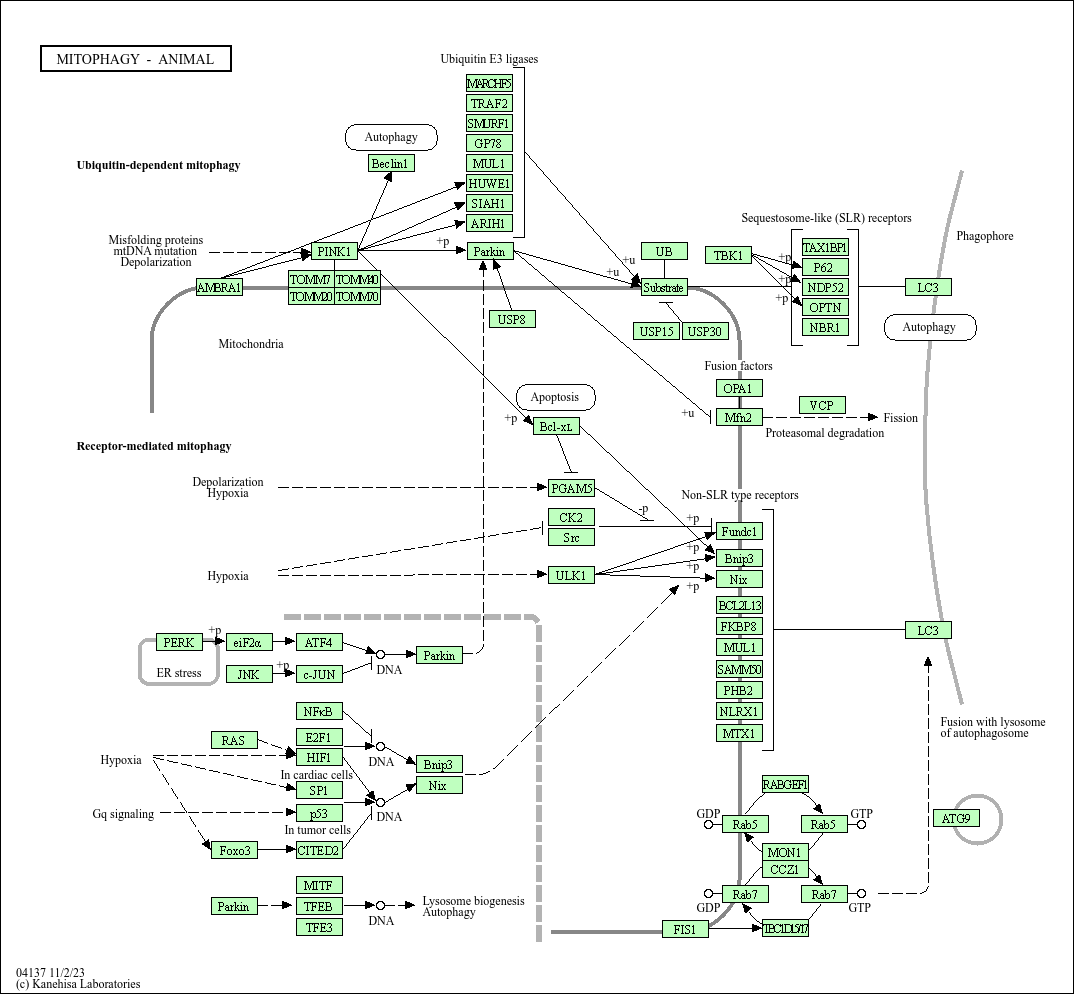 MITOPHAGY - ANIMAL
Ubiquitin E3 ligases
MARCHF5
TRAF2
SMURF1
GP78
MUL1
HUWE1
SIAH1
ARIH1
Autophagy
Beclin1
Ubiquitin-dependent mitophagy
Misfolding proteins
mtDNA mutation
Depolarization
PINK1
+p
Parkin
AMBRA1
TOMM7
TOMM40
TOMM20
TOMM70
Mitochondria
USP8
+u
+u
UB
Substrate
USP15
USP30
TBK1
+p
+p
+p
Sequestosome-like (SLR) receptors
TAX1BP1
P62
NDP52
OPTN
NBR1
Phagophore
LC3
Autophagy
Fusion factors
OPA1
+u
Mfn2
VCP
Fission
Proteasomal degradation
Apoptosis
+p
Bcl-xL
Receptor-mediated mitophagy
Depolarization
Hypoxia
PGAM5
-p
CK2
Src
Hypoxia
ULK1
Non-SLR type receptors
+p
+p
+p
+p
Fundc1
Bnip3
Nix
BCL2L13
FKBP8
MUL1
SAMM50
PHB2
NLRX1
MTX1
LC3
PERK
+p
eiF2α
ATF4
ER stress
JNK
+p
c-JUN
DNA
Parkin
NFκB
RAS
E2F1
HIF1
Hypoxia
In cardiac cells
DNA
Bnip3
Nix
SP1
Gq signaling
p53
DNA
In tumor cells
Foxo3
CITED2
MITF
Parkin
TFEB
TFE3
DNA
Lysosome biogenesis
Autophagy
Fusion with lysosome
of autophagosome
RABGEF1
GDP
Rab5
Rab5
GTP
ATG9
MON1
CCZ1
Rab7
Rab7
GDP
GTP
FIS1
TBC1D15/17
04137 11/2/23
(c) Kanehisa Laboratories